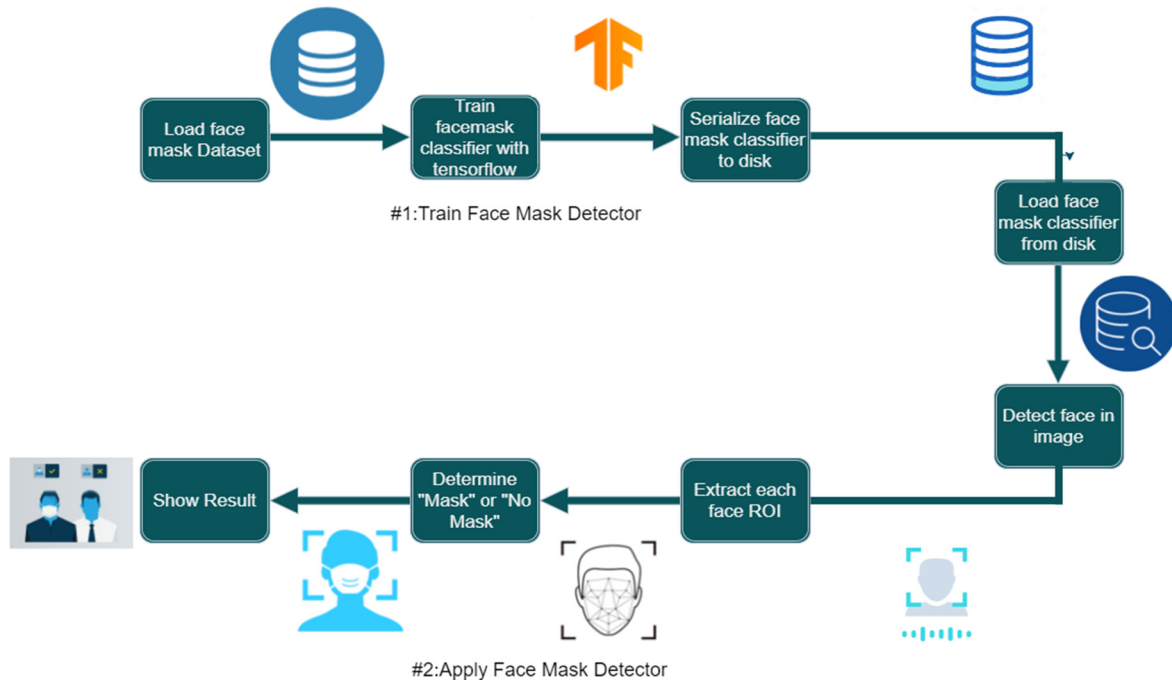 Load face
mask Dataset
Train
facemask
classifier with
tensorflow
Serialize face
mask classifier
to disk
#1:Train Face Mask Detector
Load face
mask classifier
from disk
Detect face in
image
Extract each
face ROI
Determine
"Mask" or "No
Mask"
Show Result
#2:Apply Face Mask Detector